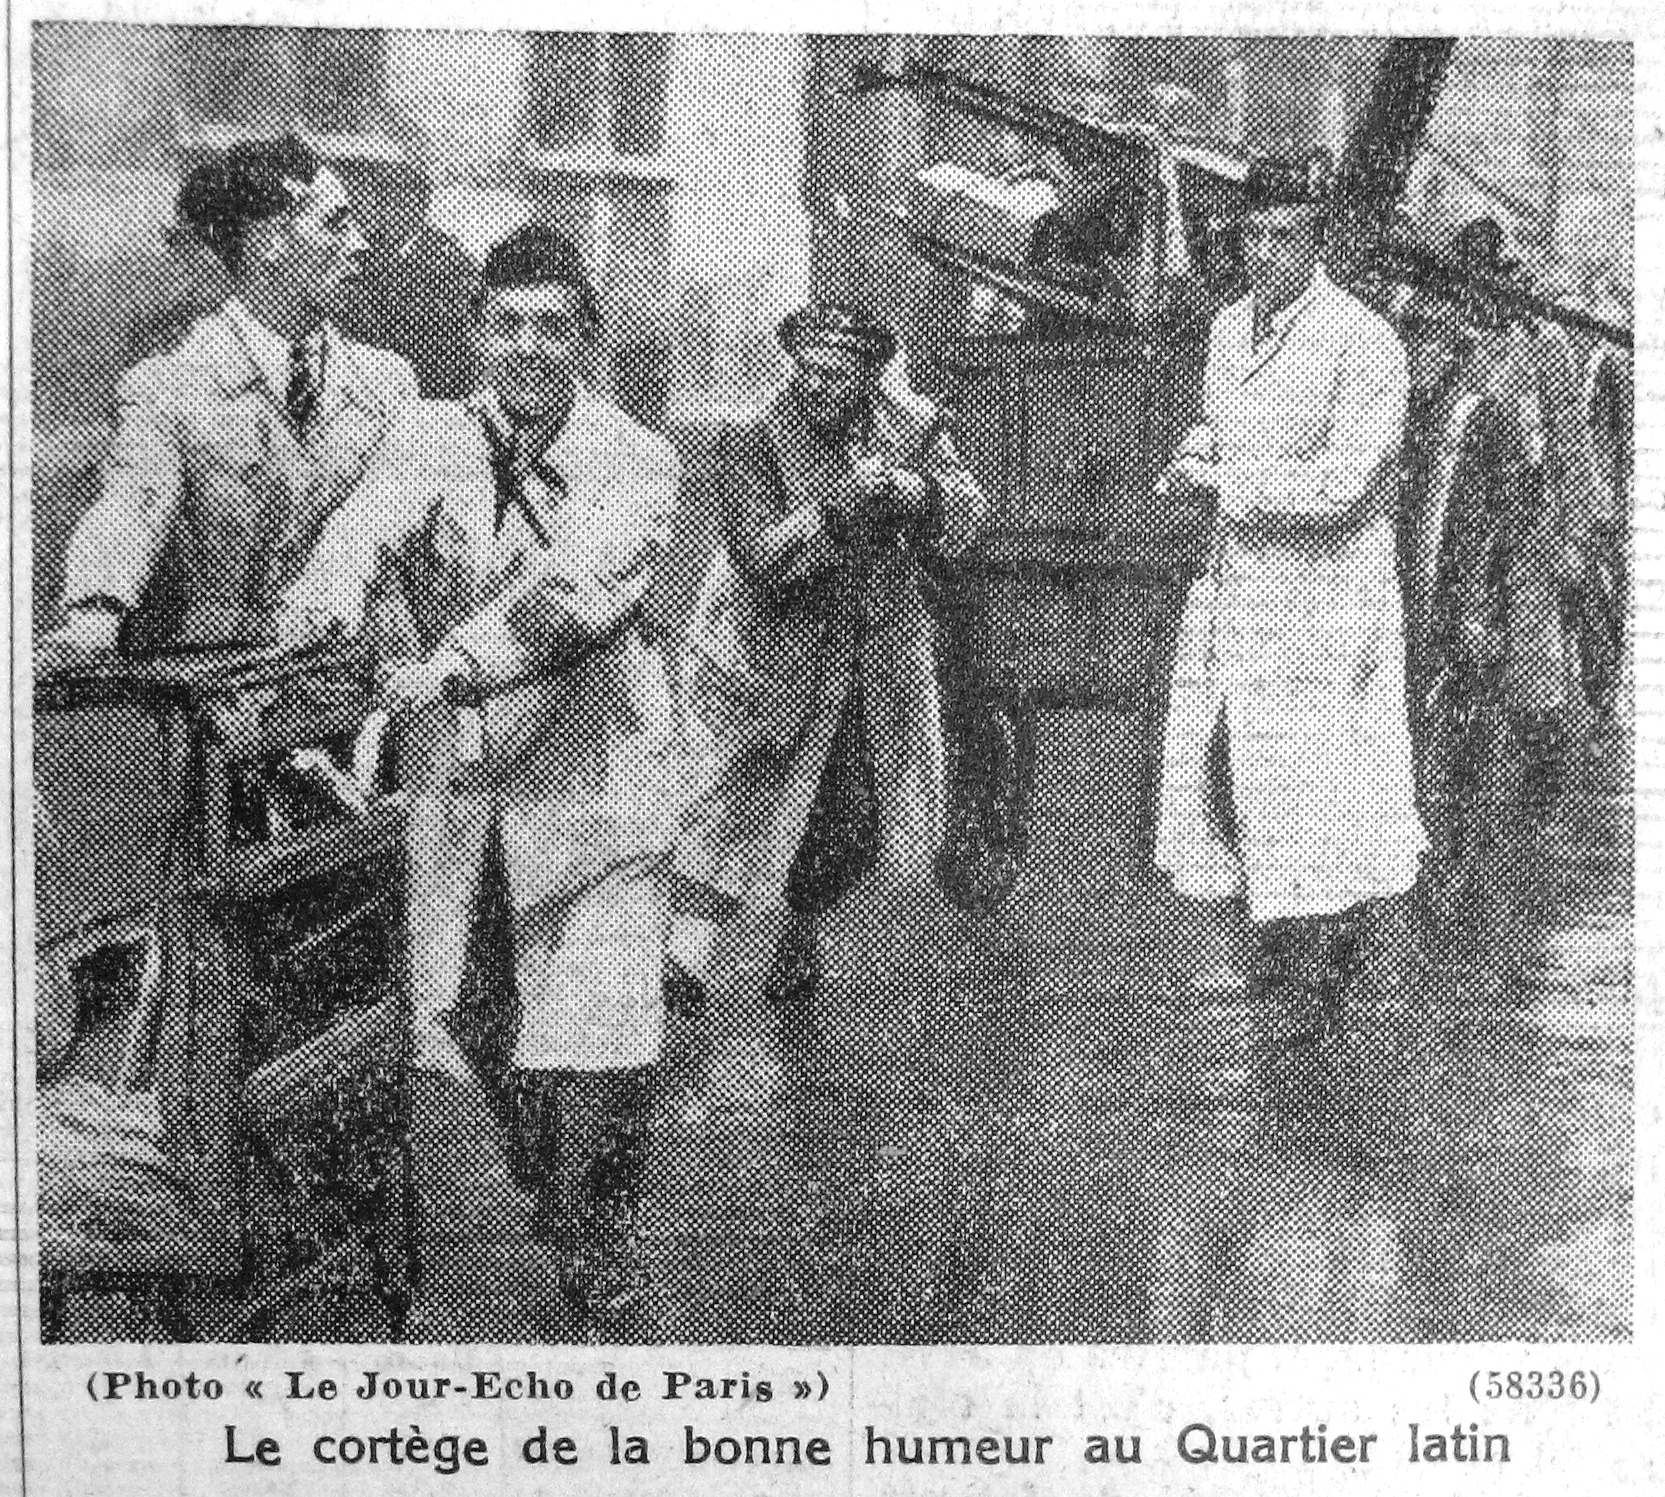 (Photo « Le Jour-Echo de Paris ») (58336)
Le cortège de la bonne humeur au Quartier latin